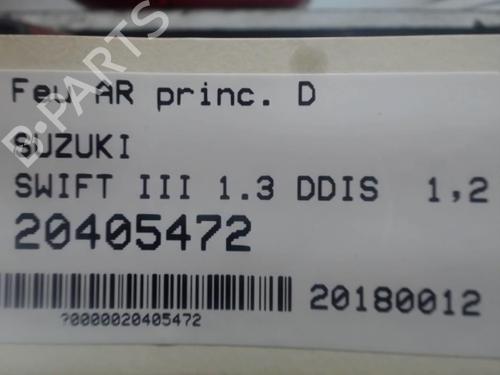 PARTS
Feu AR princ. D
SUZUKI
SWIFT III 1.3 DDIS 1,2
20405472
20180012
?0000020405472